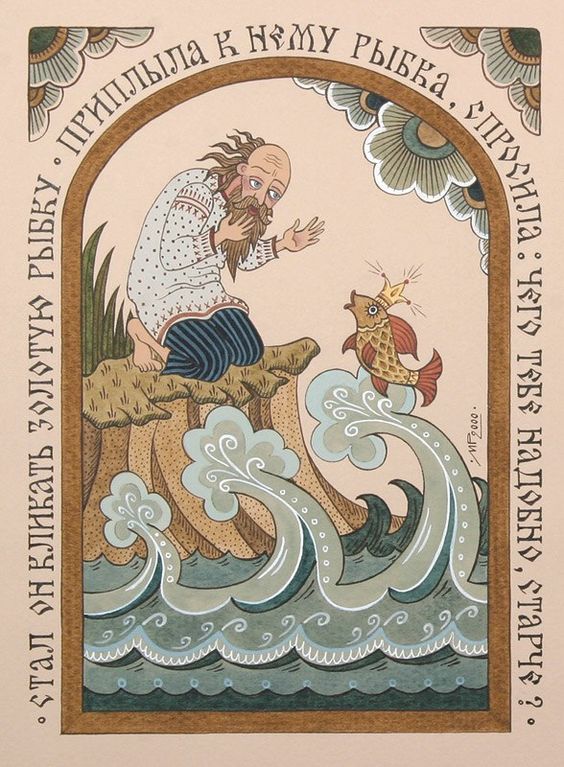 · СТАЛ ОН КЛИКАТЬ ЗОЛОТУЮ РЫБКУ · ПРИПЛЫЛА К НЕМУ РЫБКА, СПРОСИЛА: ЧЕГО ТЕБЕ НАДОБНО, СТАРЧЕ? ·